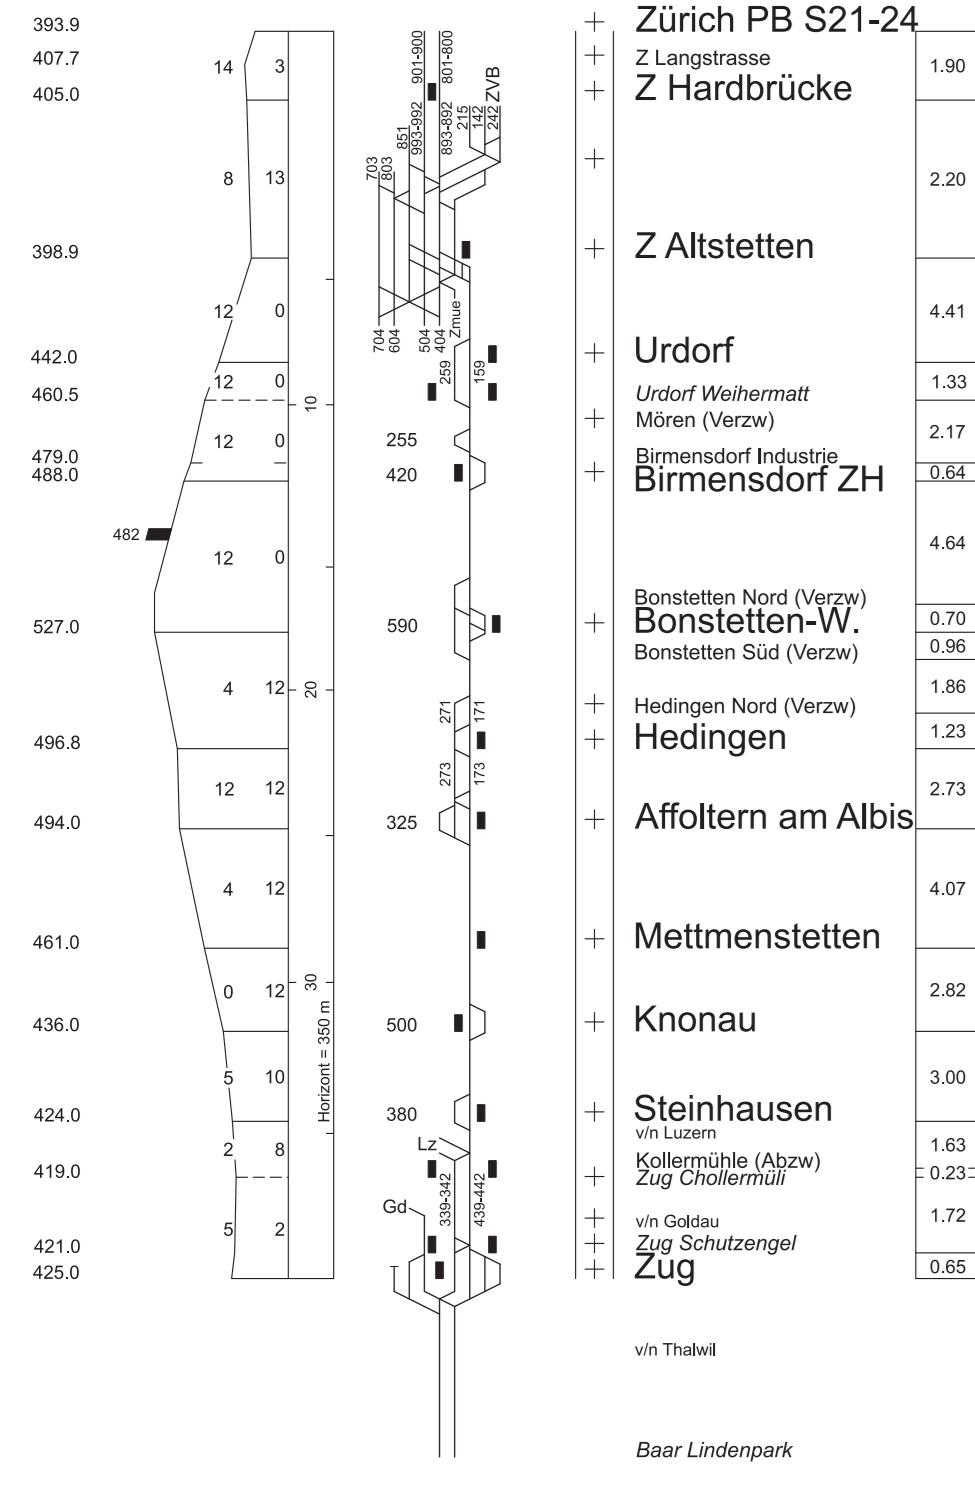 393.9 Zürich PB S21-24
407.7 Z Langstrasse
14 3 901-900 801-800 1.90
405.0 Z Hardbrücke
ZVB
215 142 242
851 993-992 893-892
703 803
8 13 2.20
398.9 Z Altstetten
12 0 4.41
704 604 504 404 Zmue
442.0 Urdorf
259 159
12 0 1.33
460.5 Urdorf Weihermatt
10
Mören (Verzw)
255
12 0 2.17
479.0 Birmensdorf Industrie
488.0 420 Birmensdorf ZH 0.64
482
12 0 4.64
Bonstetten Nord (Verzw)
527.0 590 Bonstetten-W. 0.70
Bonstetten Süd (Verzw) 0.96
4 12 20 1.86
271 171 Hedingen Nord (Verzw)
496.8 Hedingen 1.23
273 173
12 12 2.73
494.0 325 Affoltern am Albis
4 12 4.07
461.0 Mettmenstetten
0 12 30 2.82
436.0 500 Knonau
Horizont = 350 m
5 10 3.00
424.0 380 Steinhausen
v/n Luzern
2 8 Lz 1.63
Kollermühle (Abzw)
419.0 Zug Chollermüli 0.23
339-342 439-442
Gd
5 2 v/n Goldau 1.72
421.0 Zug Schutzengel
425.0 Zug 0.65
v/n Thalwil
Baar Lindenpark